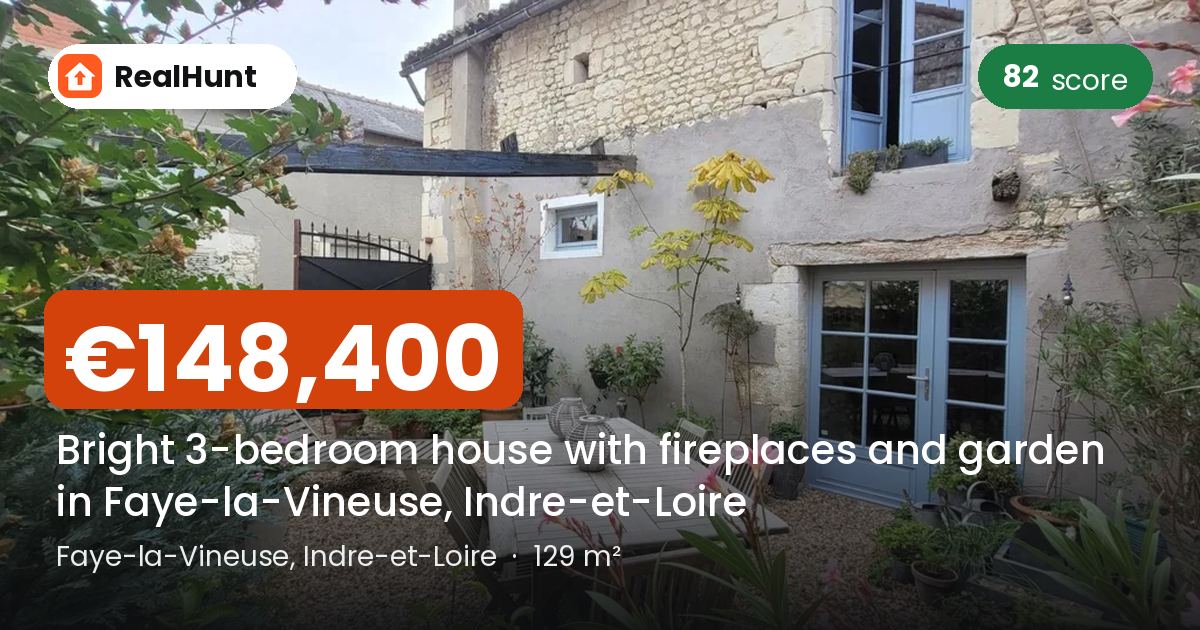 RealHunt
82 score
€148,400
Bright 3-bedroom house with fireplaces and garden
in Faye-la-Vineuse, Indre-et-Loire
Faye-la-Vineuse, Indre-et-Loire · 129 m²